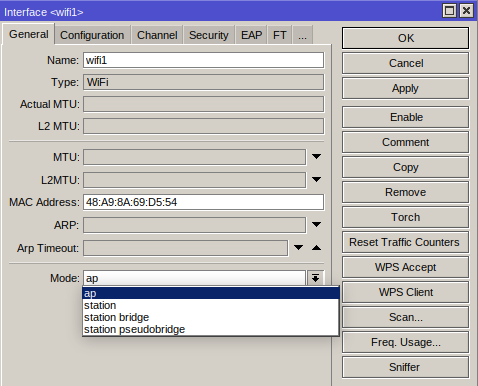 Interface <wifi1>
General Configuration Channel Security EAP FT ...
Name: wifi1
Type: WiFi
Actual MTU:
L2 MTU:
MTU:
L2MTU:
MAC Address: 48:A9:8A:69:D5:54
ARP:
Arp Timeout:
Mode: ap
ap
station
station bridge
station pseudobridge
OK
Cancel
Apply
Enable
Comment
Copy
Remove
Torch
Reset Traffic Counters
WPS Accept
WPS Client
Scan...
Freq. Usage...
Sniffer